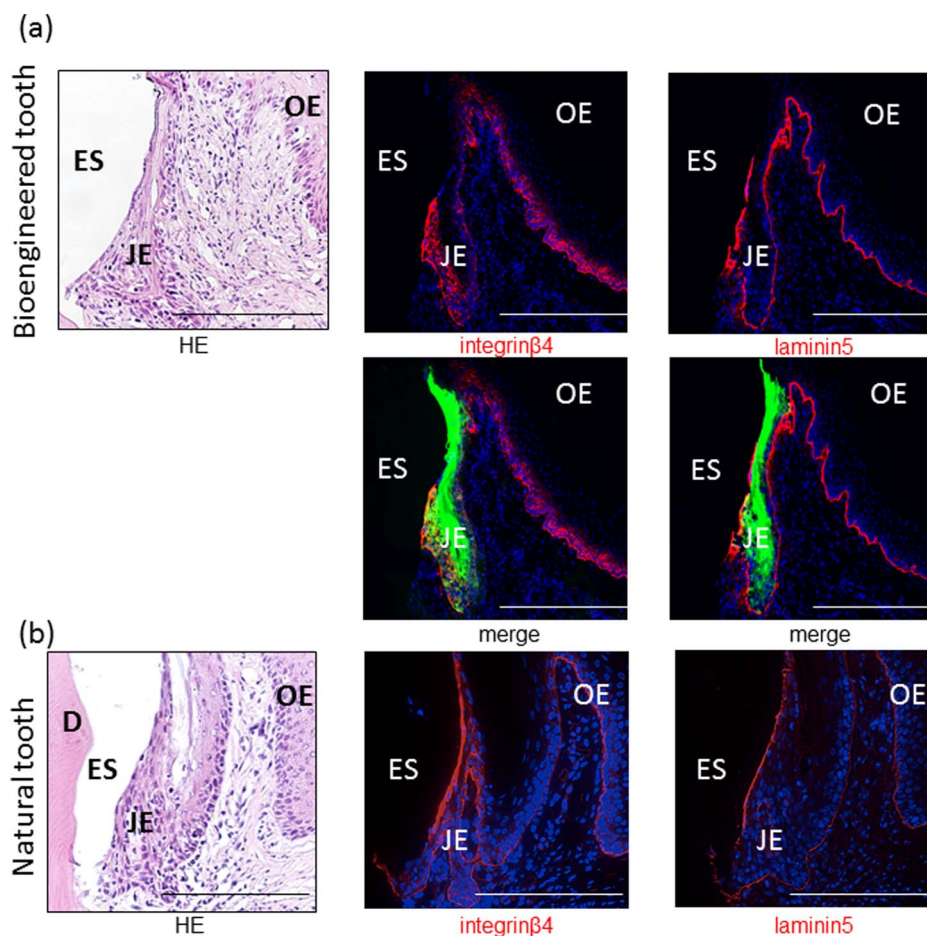 (a)
Bioengineered tooth
ES
OE
JE
HE
ES
OE
JE
integrinβ4
ES
OE
JE
laminin5
ES
OE
JE
merge
ES
OE
JE
merge
(b)
Natural tooth
D
ES
OE
JE
HE
ES
OE
JE
integrinβ4
ES
OE
JE
laminin5